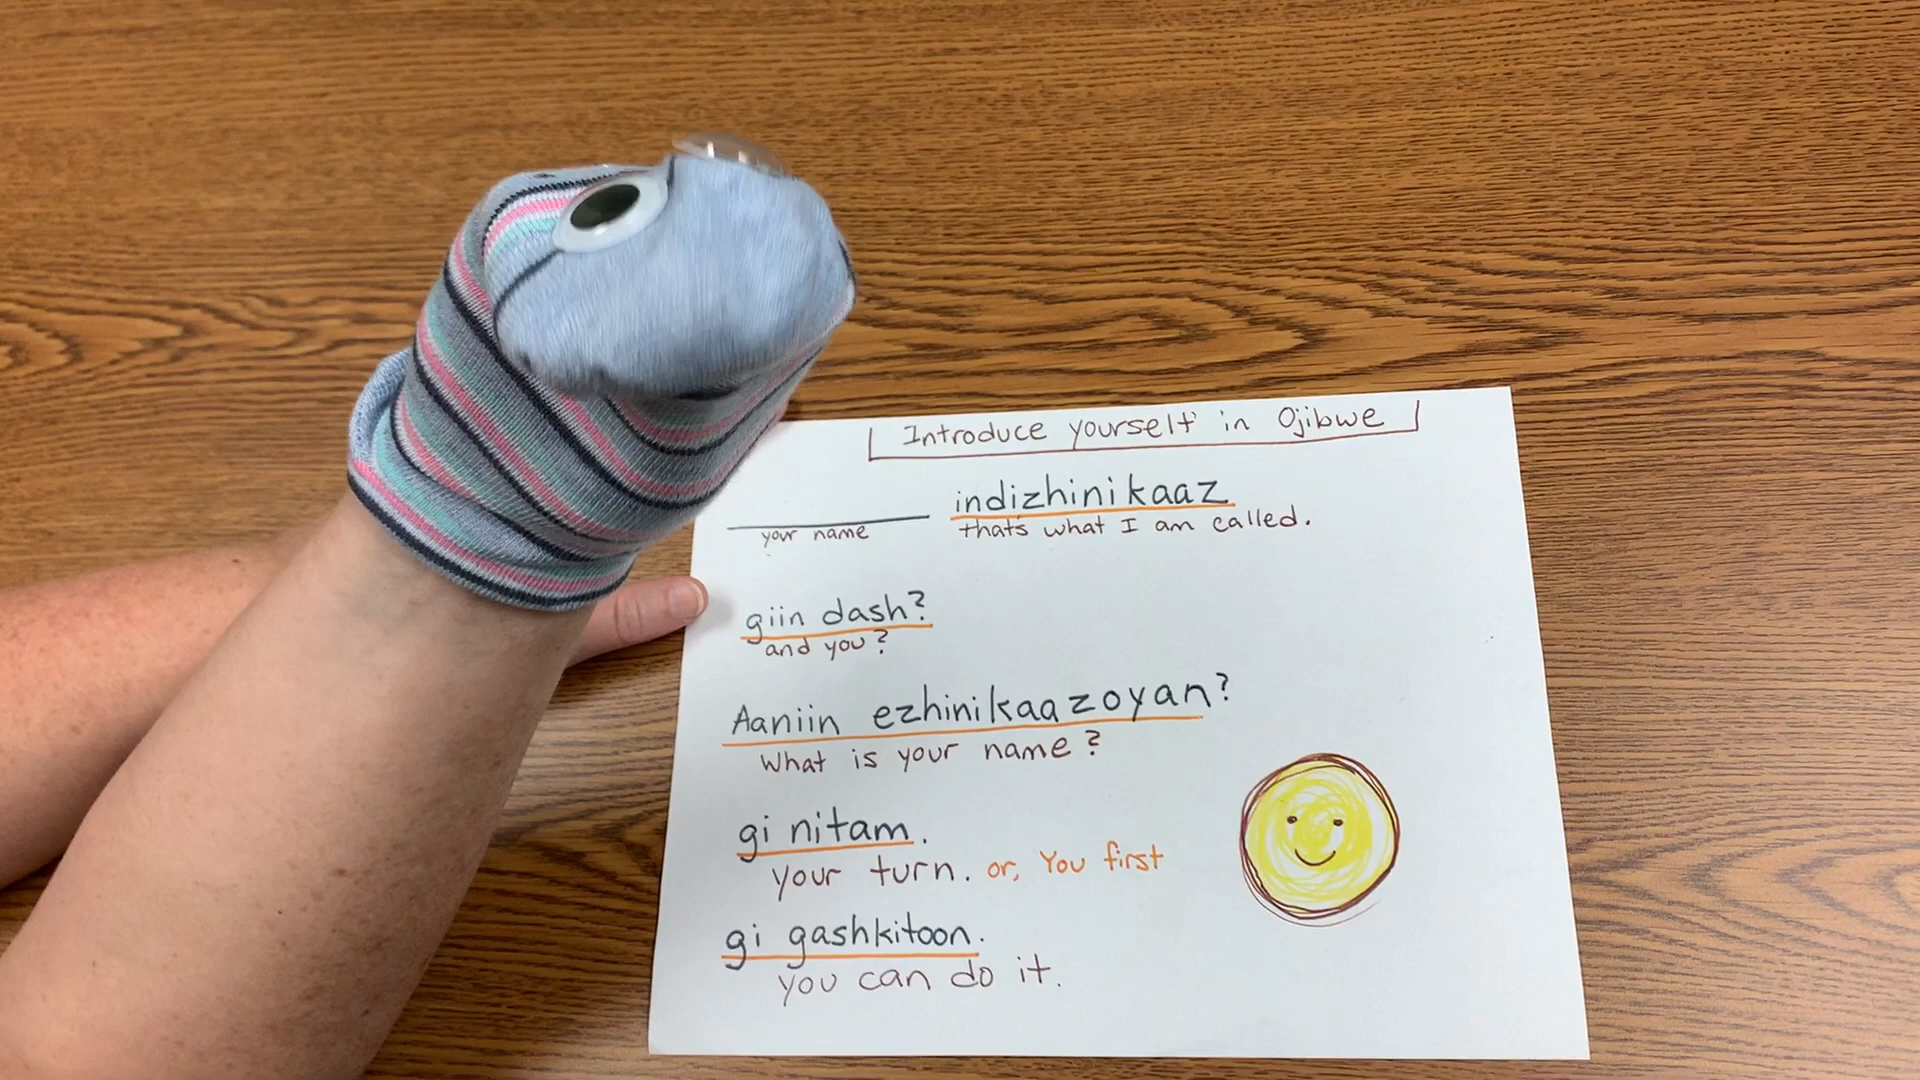 Introduce yourself in Ojibwe
indizhinikaaz
your name thats what I am called.
giin dash?
and you?
Aaniin ezhinikaazoyan?
What is your name?
gi nitam.
your turn. or, You first
gi gashkitoon.
you can do it.